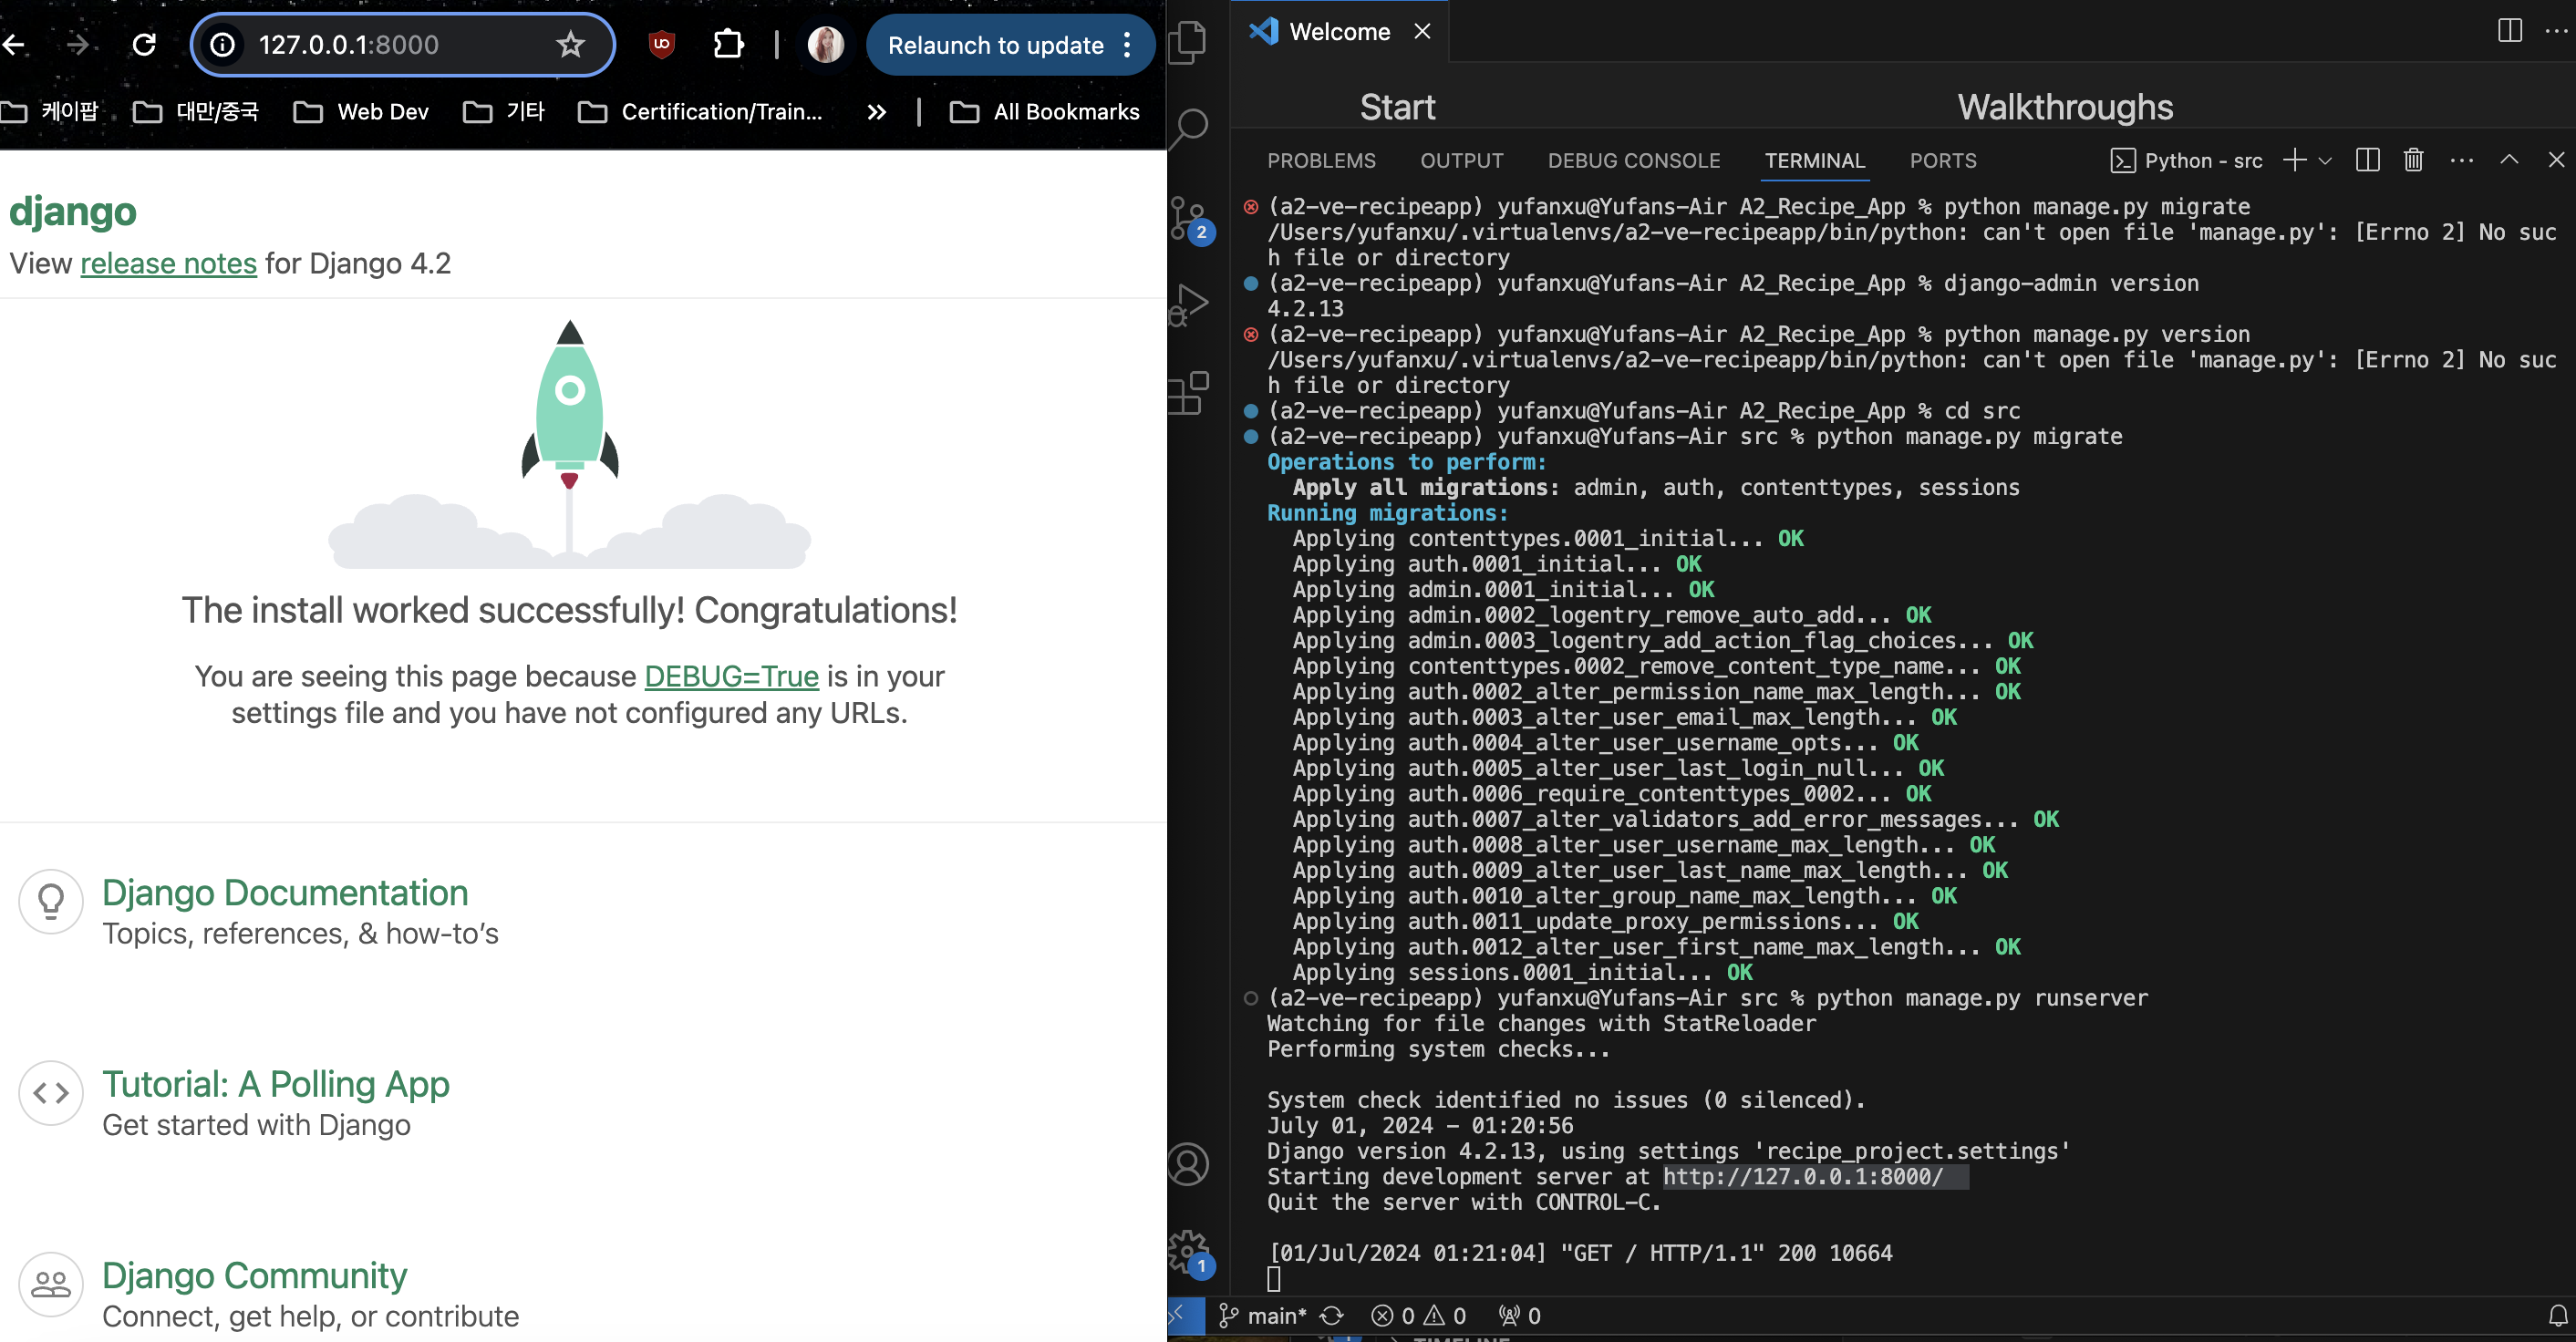 127.0.0.1:8000
Relaunch to update
케이팝
대만/중국
Web Dev
기타
Certification/Train...
All Bookmarks
django
View release notes for Django 4.2
The install worked successfully! Congratulations!
You are seeing this page because DEBUG=True is in your
settings file and you have not configured any URLs.
Django Documentation
Topics, references, & how-to's
Tutorial: A Polling App
Get started with Django
Django Community
Connect, get help, or contribute
Welcome
Start
Walkthroughs
PROBLEMS
OUTPUT
DEBUG CONSOLE
TERMINAL
PORTS
Python - src
2
(a2-ve-recipeapp) yufanxu@Yufans-Air A2_Recipe_App % python manage.py migrate
/Users/yufanxu/.virtualenvs/a2-ve-recipeapp/bin/python: can't open file 'manage.py': [Errno 2] No suc
h file or directory
(a2-ve-recipeapp) yufanxu@Yufans-Air A2_Recipe_App % django-admin version
4.2.13
(a2-ve-recipeapp) yufanxu@Yufans-Air A2_Recipe_App % python manage.py version
/Users/yufanxu/.virtualenvs/a2-ve-recipeapp/bin/python: can't open file 'manage.py': [Errno 2] No suc
h file or directory
(a2-ve-recipeapp) yufanxu@Yufans-Air A2_Recipe_App % cd src
(a2-ve-recipeapp) yufanxu@Yufans-Air src % python manage.py migrate
Operations to perform:
Apply all migrations: admin, auth, contenttypes, sessions
Running migrations:
Applying contenttypes.0001_initial... OK
Applying auth.0001_initial... OK
Applying admin.0001_initial... OK
Applying admin.0002_logentry_remove_auto_add... OK
Applying admin.0003_logentry_add_action_flag_choices... OK
Applying contenttypes.0002_remove_content_type_name... OK
Applying auth.0002_alter_permission_name_max_length... OK
Applying auth.0003_alter_user_email_max_length... OK
Applying auth.0004_alter_user_username_opts... OK
Applying auth.0005_alter_user_last_login_null... OK
Applying auth.0006_require_contenttypes_0002... OK
Applying auth.0007_alter_validators_add_error_messages... OK
Applying auth.0008_alter_user_username_max_length... OK
Applying auth.0009_alter_user_last_name_max_length... OK
Applying auth.0010_alter_group_name_max_length... OK
Applying auth.0011_update_proxy_permissions... OK
Applying auth.0012_alter_user_first_name_max_length... OK
Applying sessions.0001_initial... OK
(a2-ve-recipeapp) yufanxu@Yufans-Air src % python manage.py runserver
Watching for file changes with StatReloader
Performing system checks...
System check identified no issues (0 silenced).
July 01, 2024 - 01:20:56
Django version 4.2.13, using settings 'recipe_project.settings'
Starting development server at http://127.0.0.1:8000/
Quit the server with CONTROL-C.
[01/Jul/2024 01:21:04] "GET / HTTP/1.1" 200 10664
1
main* 0 0 0
TIMELINE